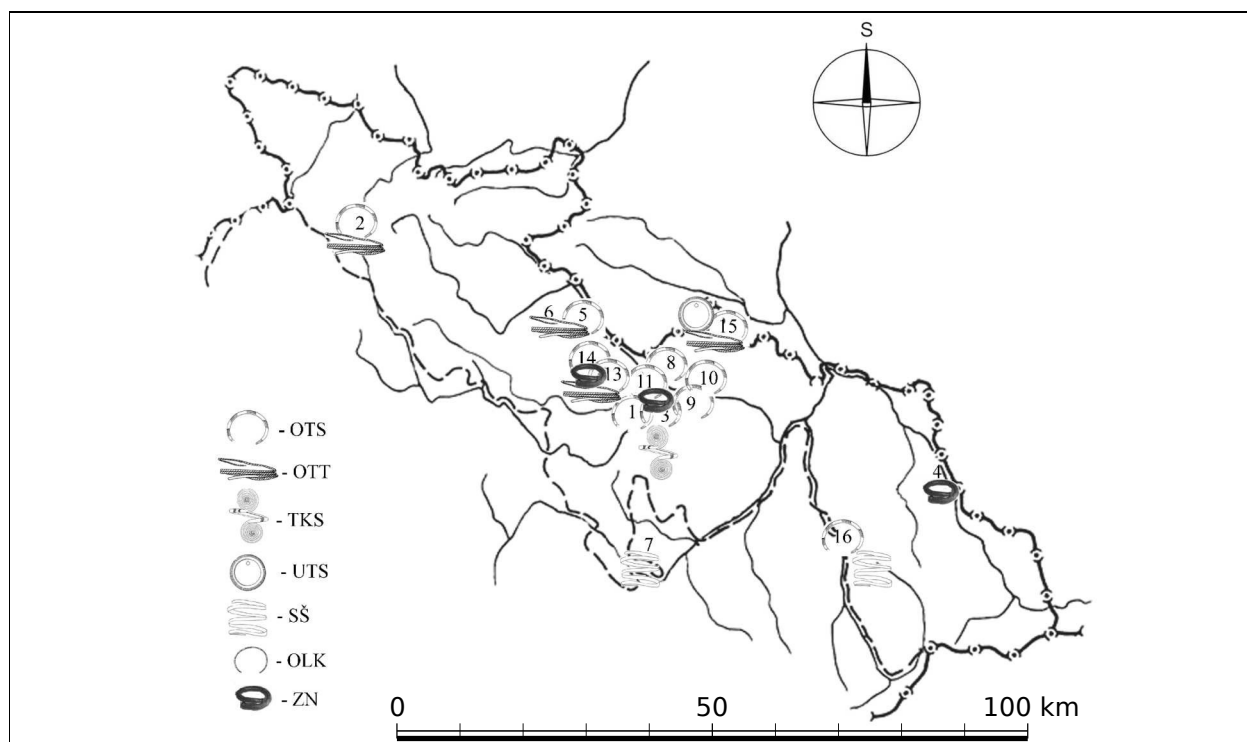 S
2
6 5
15
14 8
13 11 10
1 3 9
4
7
16
- OTS
- OTT
- TKS
- UTS
- SŠ
- OLK
- ZN
0 50 100 km